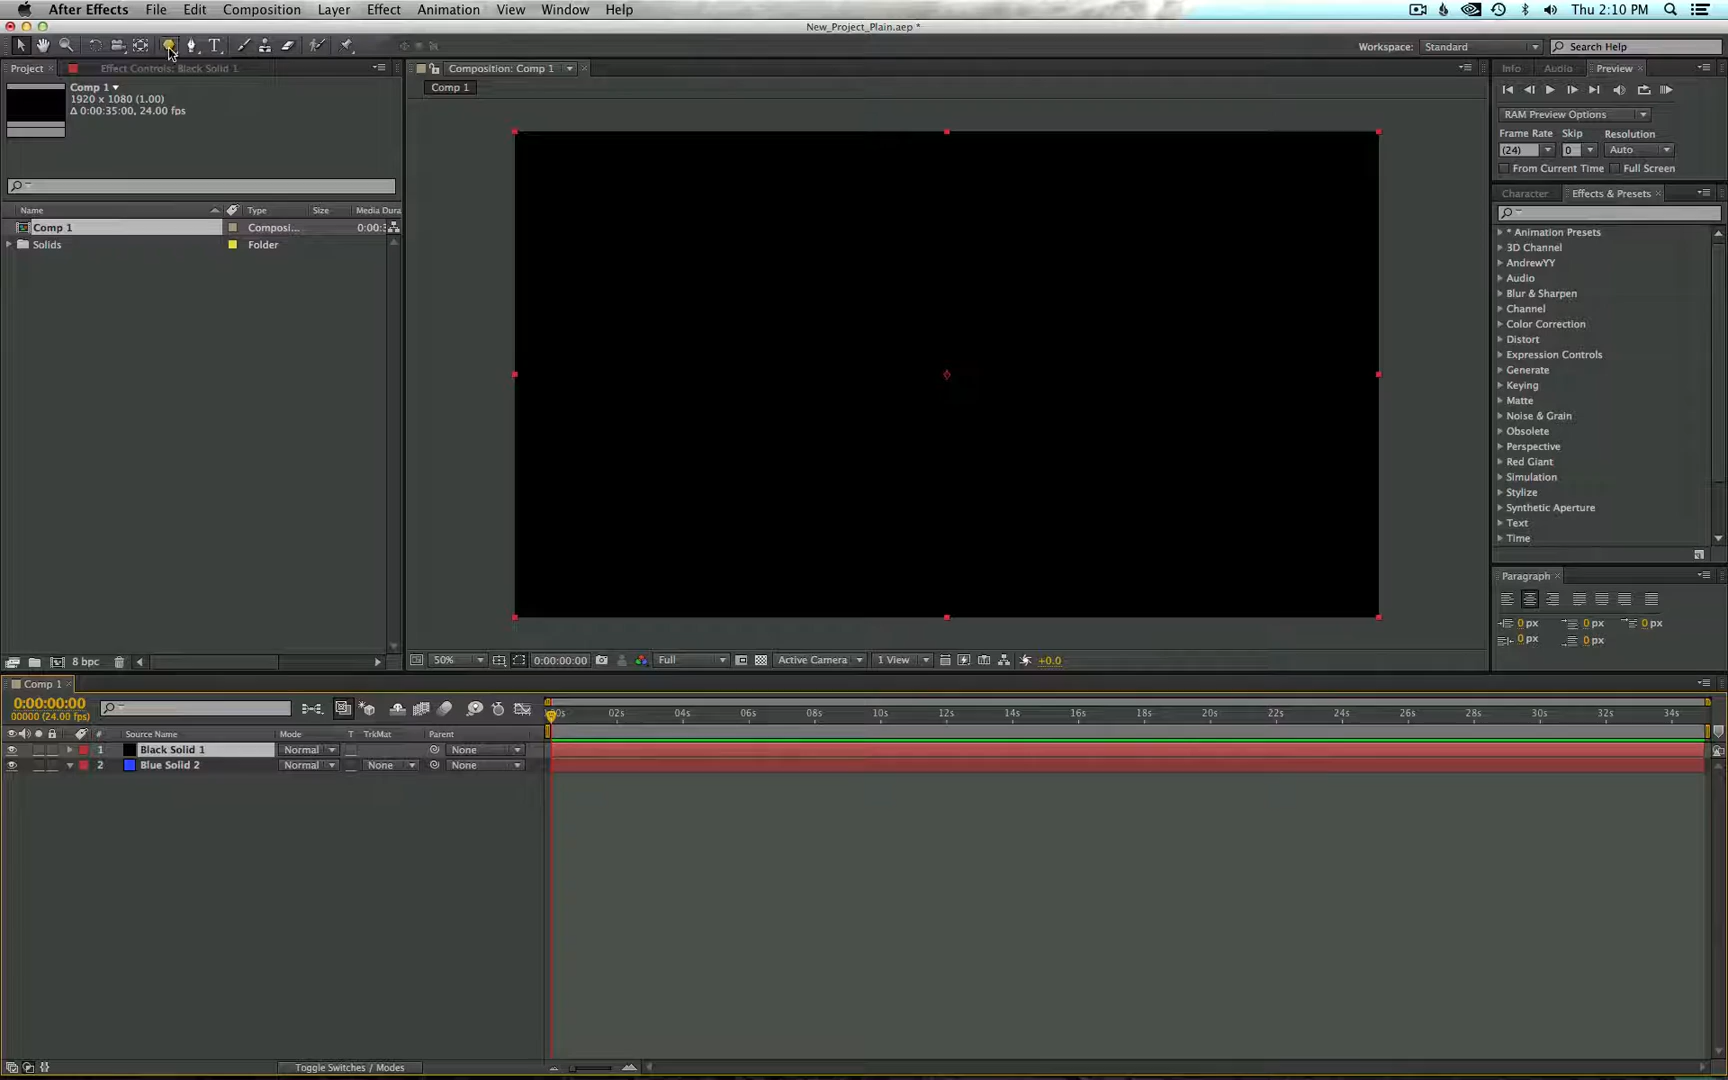 After Effects File Edit Composition Layer Effect Animation View Window Help Thu 2:10 PM
New_Project_Plain.aep *
Workspace: Standard Search Help
Project Effect Controls: Black Solid 1 Composition: Comp 1 Info Audio Preview
Comp 1
1920 x 1080 (1.00)
Δ 0:00:35:00, 24.00 fps
Comp 1
RAM Preview Options
Frame Rate Skip Resolution
(24) 0 Auto
From Current Time Full Screen
Character Effects & Presets
Name Type Size Media Dura
Comp 1 Composi... 0:00:
Solids Folder
* Animation Presets
3D Channel
AndrewYY
Audio
Blur & Sharpen
Channel
Color Correction
Distort
Expression Controls
Generate
Keying
Matte
Noise & Grain
Obsolete
Perspective
Red Giant
Simulation
Stylize
Synthetic Aperture
Text
Time
Paragraph
0 px 0 px 0 px
0 px 0 px
8 bpc
50% 0:00:00:00 Full Active Camera 1 View +0.0
Comp 1
0:00:00:00
00000 (24.00 fps)
00s 02s 04s 06s 08s 10s 12s 14s 16s 18s 20s 22s 24s 26s 28s 30s 32s 34s
# Source Name Mode T TrkMat Parent
1 Black Solid 1 Normal None
2 Blue Solid 2 Normal None None
Toggle Switches / Modes